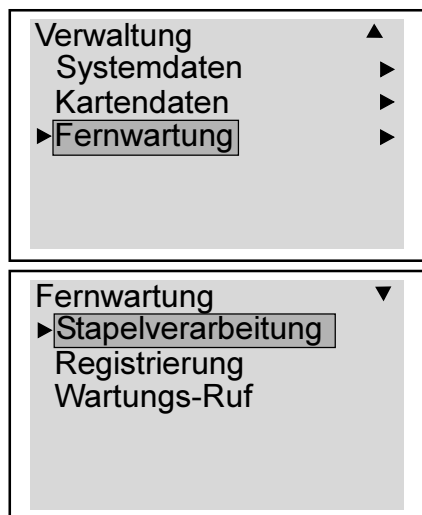 Verwaltung
Systemdaten
Kartendaten
Fernwartung
Fernwartung
Stapelverarbeitung
Registrierung
Wartungs-Ruf